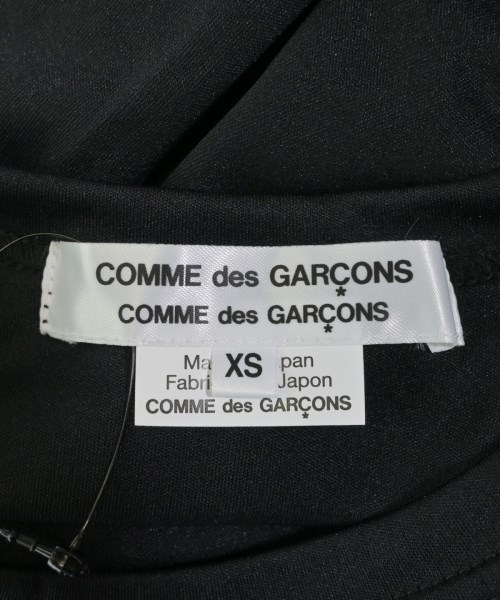 COMME des GARÇONS
COMME des GARÇONS
XS
Ma pan
Fabri Japon
COMME des GARÇONS